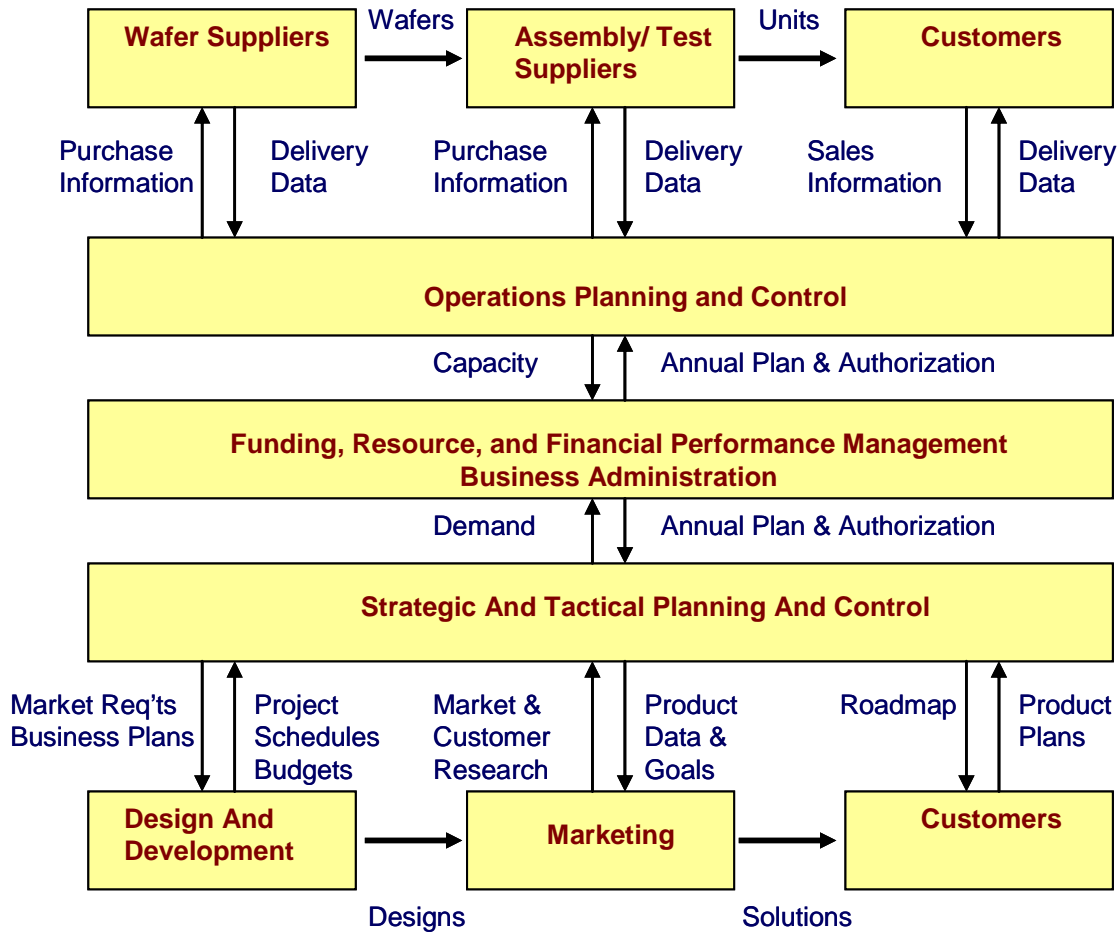 Wafers
Units
Wafer Suppliers
Assembly/ Test
Suppliers
Customers
Purchase
Information
Delivery
Data
Purchase
Information
Delivery
Data
Sales
Information
Delivery
Data
Operations Planning and Control
Capacity
Annual Plan & Authorization
Funding, Resource, and Financial Performance Management
Business Administration
Demand
Annual Plan & Authorization
Strategic And Tactical Planning And Control
Market Req'ts
Business Plans
Project
Schedules
Budgets
Market &
Customer
Research
Product
Data &
Goals
Roadmap
Product
Plans
Design And
Development
Marketing
Customers
Designs
Solutions